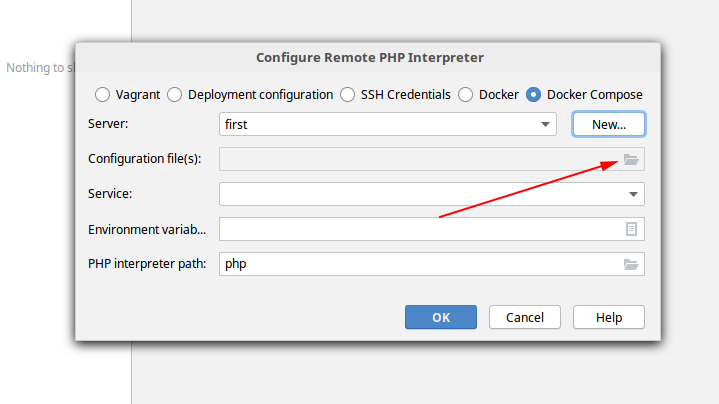 Configure Remote PHP Interpreter
Nothing to
Vagrant Deployment configuration SSH Credentials Docker Docker Compose
Server: first New...
Configuration file(s):
Service:
Environment variab...
PHP interpreter path: php
OK Cancel Help